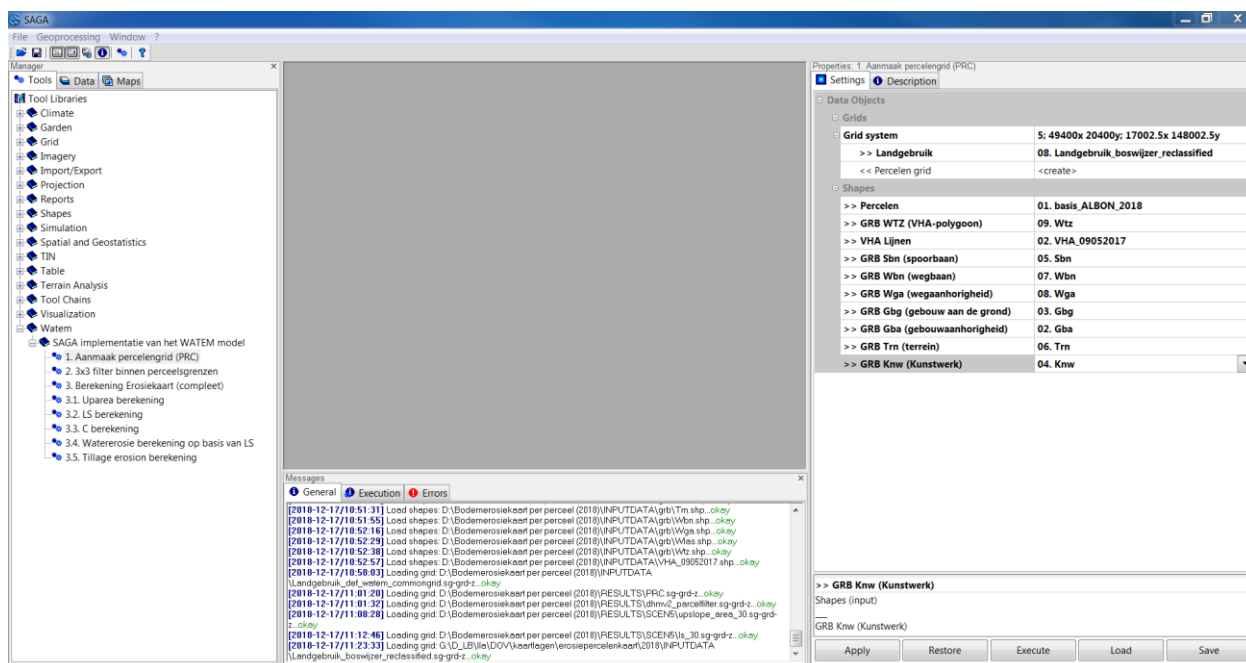 SAGA
File Geoprocessing Window ?
Manager
Tools Data Maps
Tool Libraries
Climate
Garden
Grid
Imagery
Import/Export
Projection
Reports
Shapes
Simulation
Spatial and Geostatistics
TIN
Table
Terrain Analysis
Tool Chains
Visualization
Watem
SAGA implementatie van het WATEM model
1. Aanmaak percelengrid (PRC)
2. 3x3 filter binnen perceelsgrenzen
3. Berekening Erosiekaart (compleet)
3.1. Uparea berekening
3.2. LS berekening
3.3. C berekening
3.4. Watererosie berekening op basis van LS
3.5. Tillage erosion berekening
Messages
General Execution Errors
[2018-12-17/10:51:31] Load shapes: D:\Bodemerosiekaart per perceel (2018)\INPUTDATA\grb\Trn.shp...okay
[2018-12-17/10:51:55] Load shapes: D:\Bodemerosiekaart per perceel (2018)\INPUTDATA\grb\Wbn.shp...okay
[2018-12-17/10:52:16] Load shapes: D:\Bodemerosiekaart per perceel (2018)\INPUTDATA\grb\Wga.shp...okay
[2018-12-17/10:52:29] Load shapes: D:\Bodemerosiekaart per perceel (2018)\INPUTDATA\grb\Wlas.shp...okay
[2018-12-17/10:52:38] Load shapes: D:\Bodemerosiekaart per perceel (2018)\INPUTDATA\grb\Wtz.shp...okay
[2018-12-17/10:52:57] Load shapes: D:\Bodemerosiekaart per perceel (2018)\INPUTDATA\VHA_09052017.shp...okay
[2018-12-17/10:58:03] Loading grid: D:\Bodemerosiekaart per perceel (2018)\INPUTDATA
\Landgebruik_def_watem_commongrid.sg-grd-z...okay
[2018-12-17/11:01:20] Loading grid: D:\Bodemerosiekaart per perceel (2018)\RESULTS\PRC.sg-grd-z...okay
[2018-12-17/11:01:32] Loading grid: D:\Bodemerosiekaart per perceel (2018)\RESULTS\dhmv2_parcelfilter.sg-grd-z...okay
[2018-12-17/11:08:28] Loading grid: D:\Bodemerosiekaart per perceel (2018)\RESULTS\SCEN5\upslope_area_30.sg-grd-
z...okay
[2018-12-17/11:12:46] Loading grid: D:\Bodemerosiekaart per perceel (2018)\RESULTS\SCEN5\ls_30.sg-grd-z...okay
[2018-12-17/11:23:33] Loading grid: G:\D_LB\lla\DOV\kaartlagen\erosiepercelenkaart\2018\INPUTDATA
\Landgebruik_boswijzer_reclassified.sg-grd-z...okay
Properties: 1. Aanmaak percelengrid (PRC)
Settings Description
Data Objects
Grids
Grid system 5; 49400x 20400y; 17002.5x 148002.5y
>> Landgebruik 08. Landgebruik_boswijzer_reclassified
<< Percelen grid <create>
Shapes
>> Percelen 01. basis_ALBON_2018
>> GRB WTZ (VHA-polygoon) 09. Wtz
>> VHA Lijnen 02. VHA_09052017
>> GRB Sbn (spoorbaan) 05. Sbn
>> GRB Wbn (wegbaan) 07. Wbn
>> GRB Wga (wegaanhorigheid) 08. Wga
>> GRB Gbg (gebouw aan de grond) 03. Gbg
>> GRB Gba (gebouwaanhorigheid) 02. Gba
>> GRB Trn (terrein) 06. Trn
>> GRB Knw (Kunstwerk) 04. Knw
>> GRB Knw (Kunstwerk)
Shapes (input)
__
GRB Knw (Kunstwerk)
Apply Restore Execute Load Save